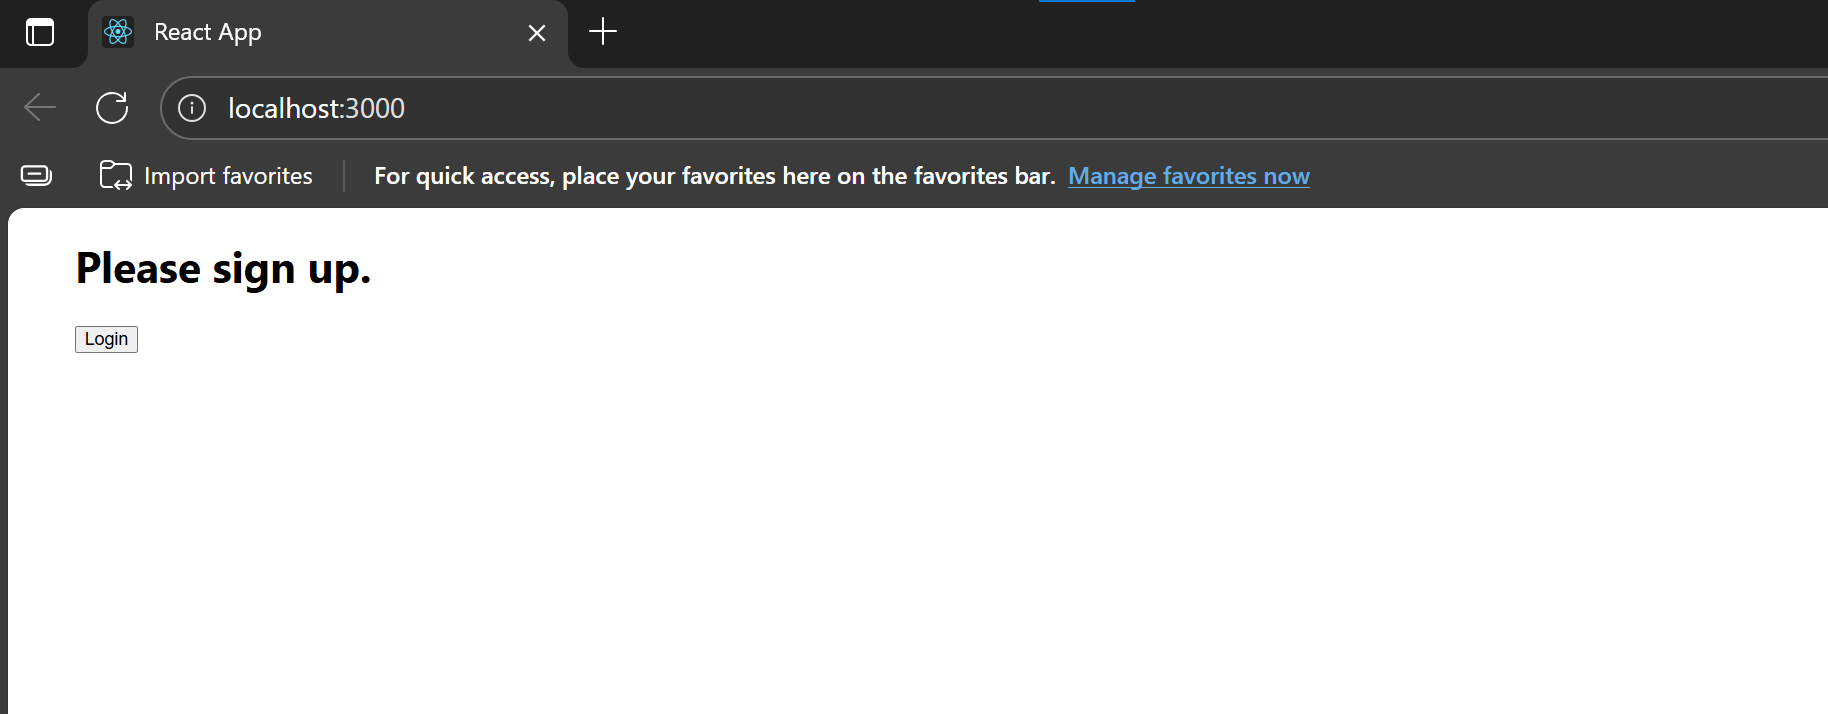 React App
localhost:3000
Import favorites For quick access, place your favorites here on the favorites bar. Manage favorites now
Please sign up.
Login